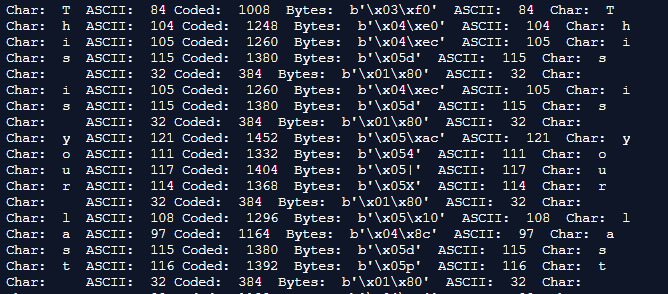 Char:  T  ASCII:  84 Coded:  1008  Bytes:  b'\x03\xf0'  ASCII:  84  Char:  T
Char:  h  ASCII:  104 Coded:  1248  Bytes:  b'\x04\xe0'  ASCII:  104  Char:  h
Char:  i  ASCII:  105 Coded:  1260  Bytes:  b'\x04\xec'  ASCII:  105  Char:  i
Char:  s  ASCII:  115 Coded:  1380  Bytes:  b'\x05d'  ASCII:  115  Char:  s
Char:     ASCII:  32 Coded:  384  Bytes:  b'\x01\x80'  ASCII:  32  Char:
Char:  i  ASCII:  105 Coded:  1260  Bytes:  b'\x04\xec'  ASCII:  105  Char:  i
Char:  s  ASCII:  115 Coded:  1380  Bytes:  b'\x05d'  ASCII:  115  Char:  s
Char:     ASCII:  32 Coded:  384  Bytes:  b'\x01\x80'  ASCII:  32  Char:
Char:  y  ASCII:  121 Coded:  1452  Bytes:  b'\x05\xac'  ASCII:  121  Char:  y
Char:  o  ASCII:  111 Coded:  1332  Bytes:  b'\x054'  ASCII:  111  Char:  o
Char:  u  ASCII:  117 Coded:  1404  Bytes:  b'\x05|'  ASCII:  117  Char:  u
Char:  r  ASCII:  114 Coded:  1368  Bytes:  b'\x05X'  ASCII:  114  Char:  r
Char:     ASCII:  32 Coded:  384  Bytes:  b'\x01\x80'  ASCII:  32  Char:
Char:  l  ASCII:  108 Coded:  1296  Bytes:  b'\x05\x10'  ASCII:  108  Char:  l
Char:  a  ASCII:  97 Coded:  1164  Bytes:  b'\x04\x8c'  ASCII:  97  Char:  a
Char:  s  ASCII:  115 Coded:  1380  Bytes:  b'\x05d'  ASCII:  115  Char:  s
Char:  t  ASCII:  116 Coded:  1392  Bytes:  b'\x05p'  ASCII:  116  Char:  t
Char:     ASCII:  32 Coded:  384  Bytes:  b'\x01\x80'  ASCII:  32  Char: